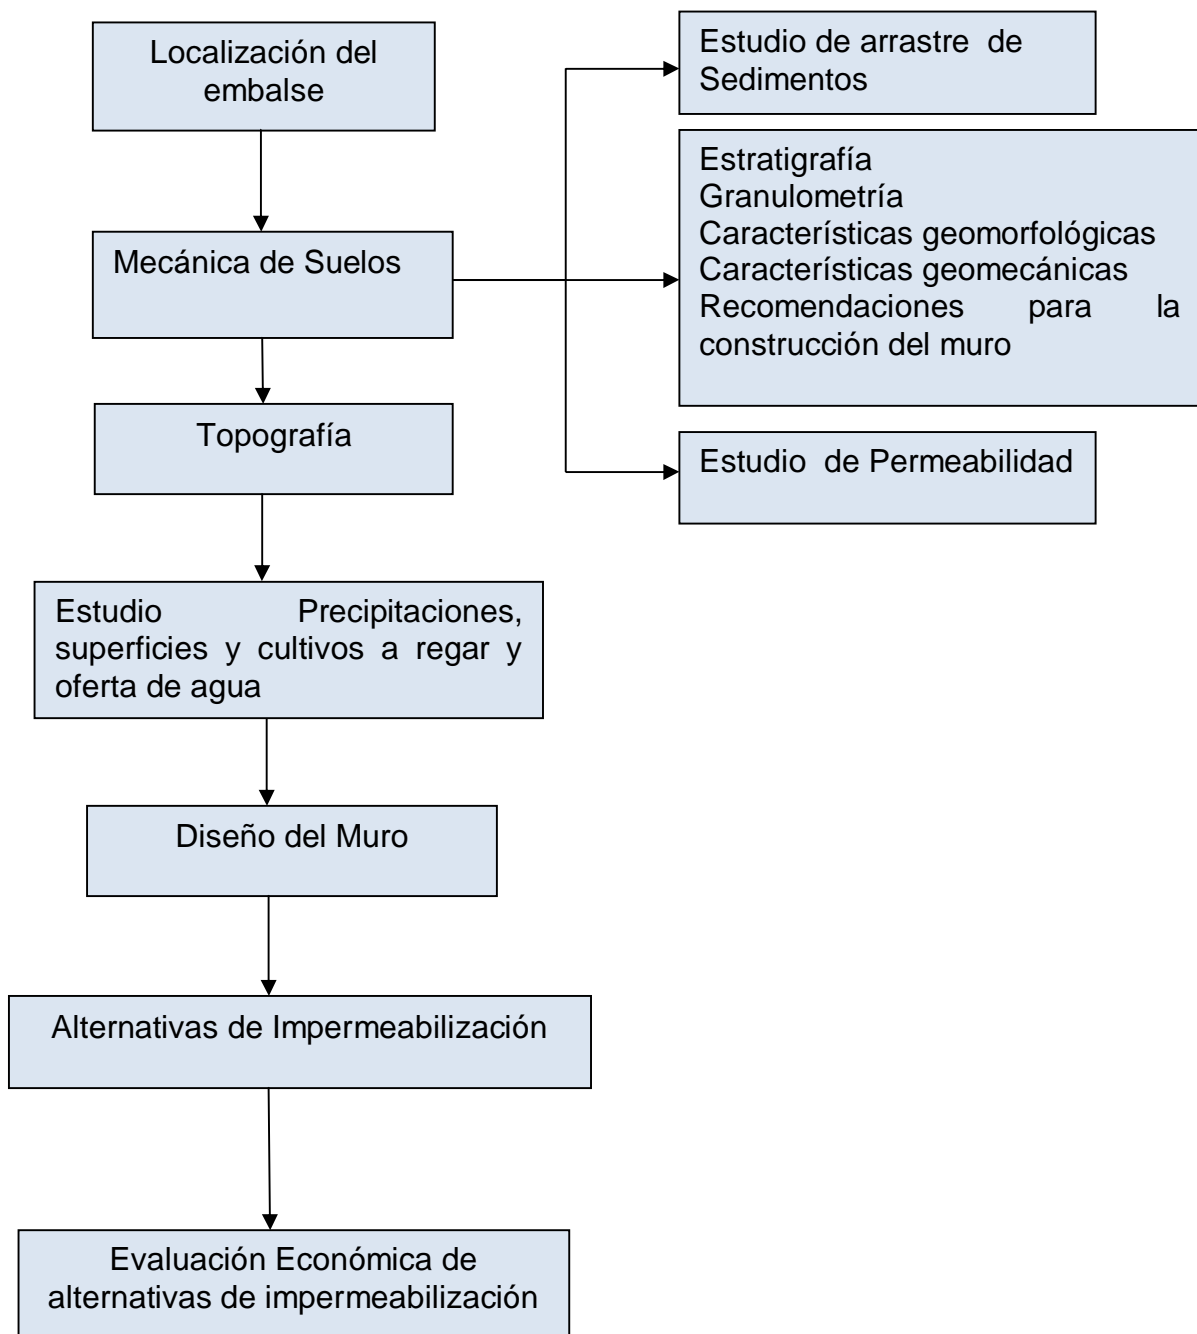 Localización del
embalse
Mecánica de Suelos
Topografía
Estudio Precipitaciones,
superficies y cultivos a regar y
oferta de agua
Diseño del Muro
Alternativas de Impermeabilización
Evaluación Económica de
alternativas de impermeabilización
Estudio de arrastre de
Sedimentos
Estratigrafía
Granulometría
Características geomorfológicas
Características geomecánicas
Recomendaciones para la
construcción del muro
Estudio de Permeabilidad